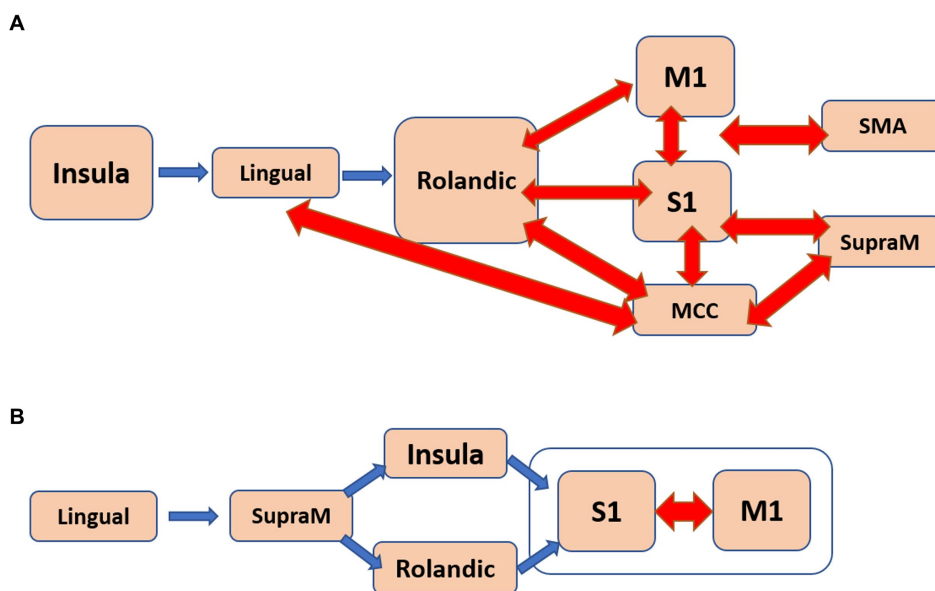 A
M1
SMA
Insula
Lingual
Rolandic
S1
SupraM
MCC
B
Insula
Lingual
SupraM
S1
M1
Rolandic